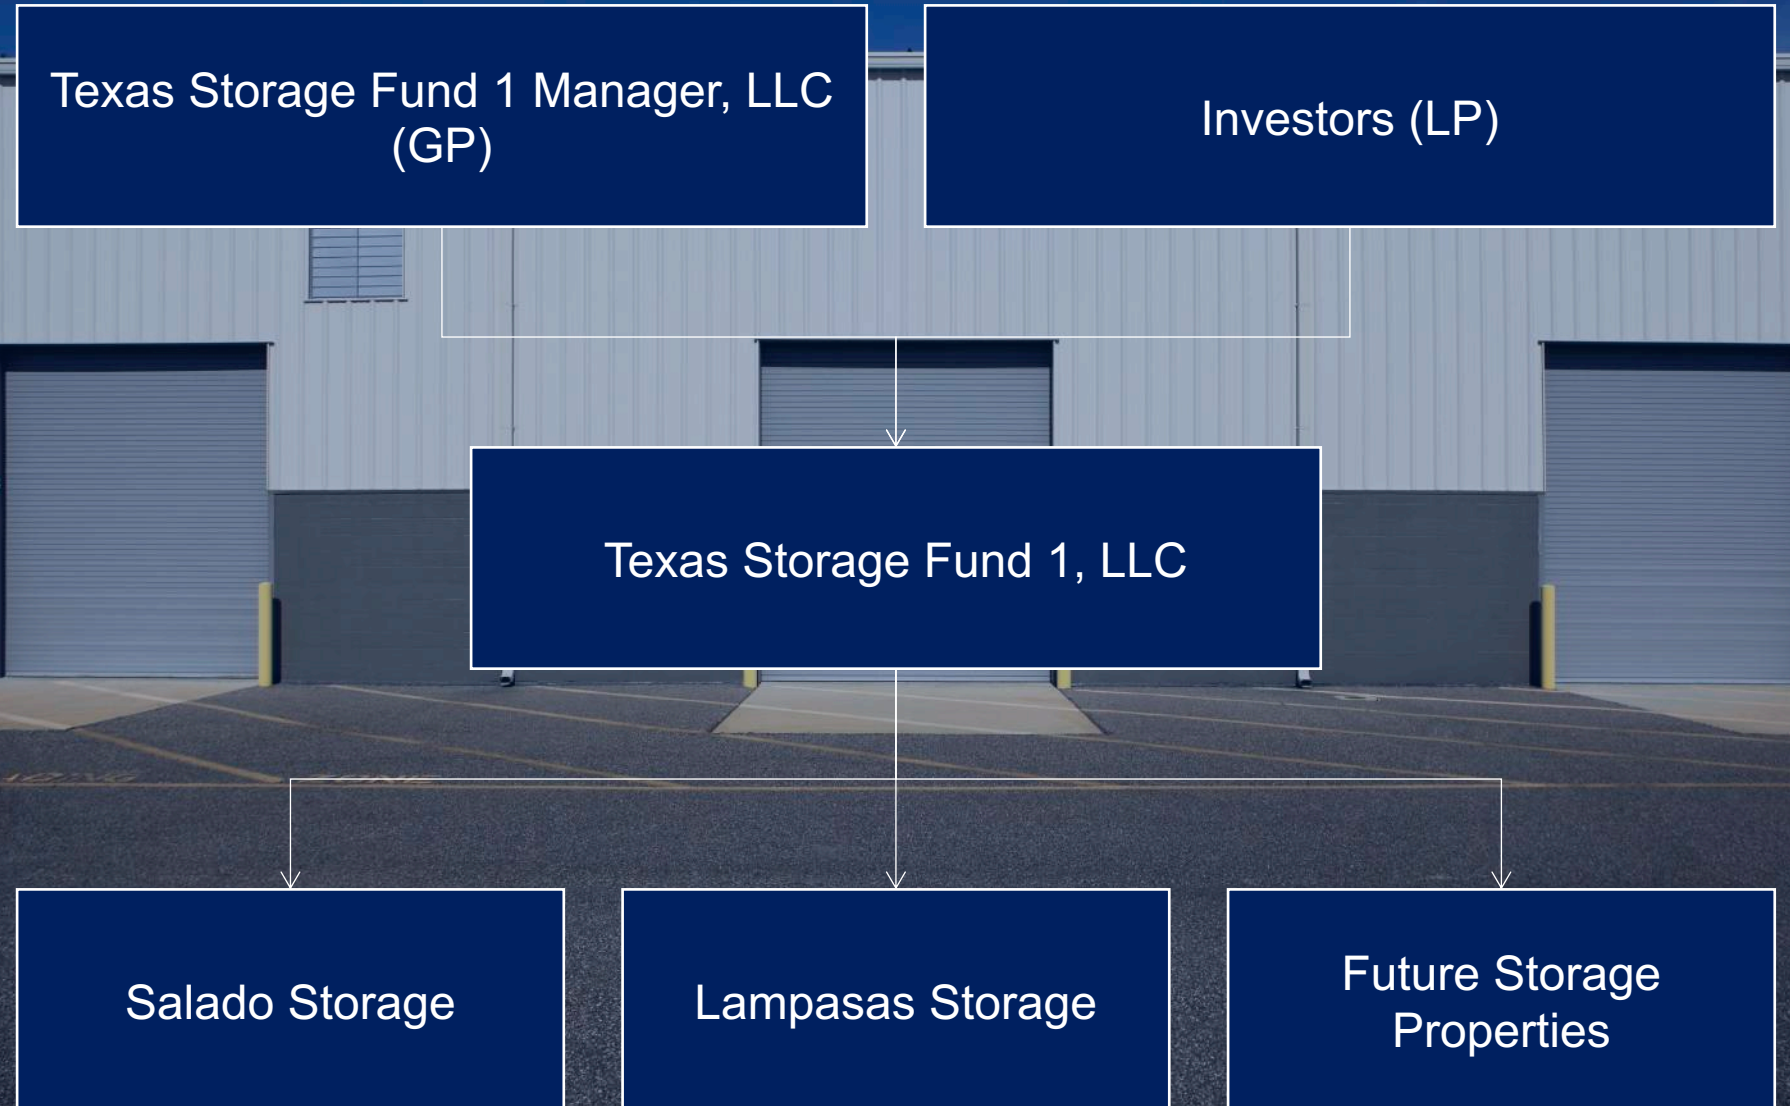 Texas Storage Fund 1 Manager, LLC
(GP)
Investors (LP)
Texas Storage Fund 1, LLC
Salado Storage
Lampasas Storage
Future Storage
Properties